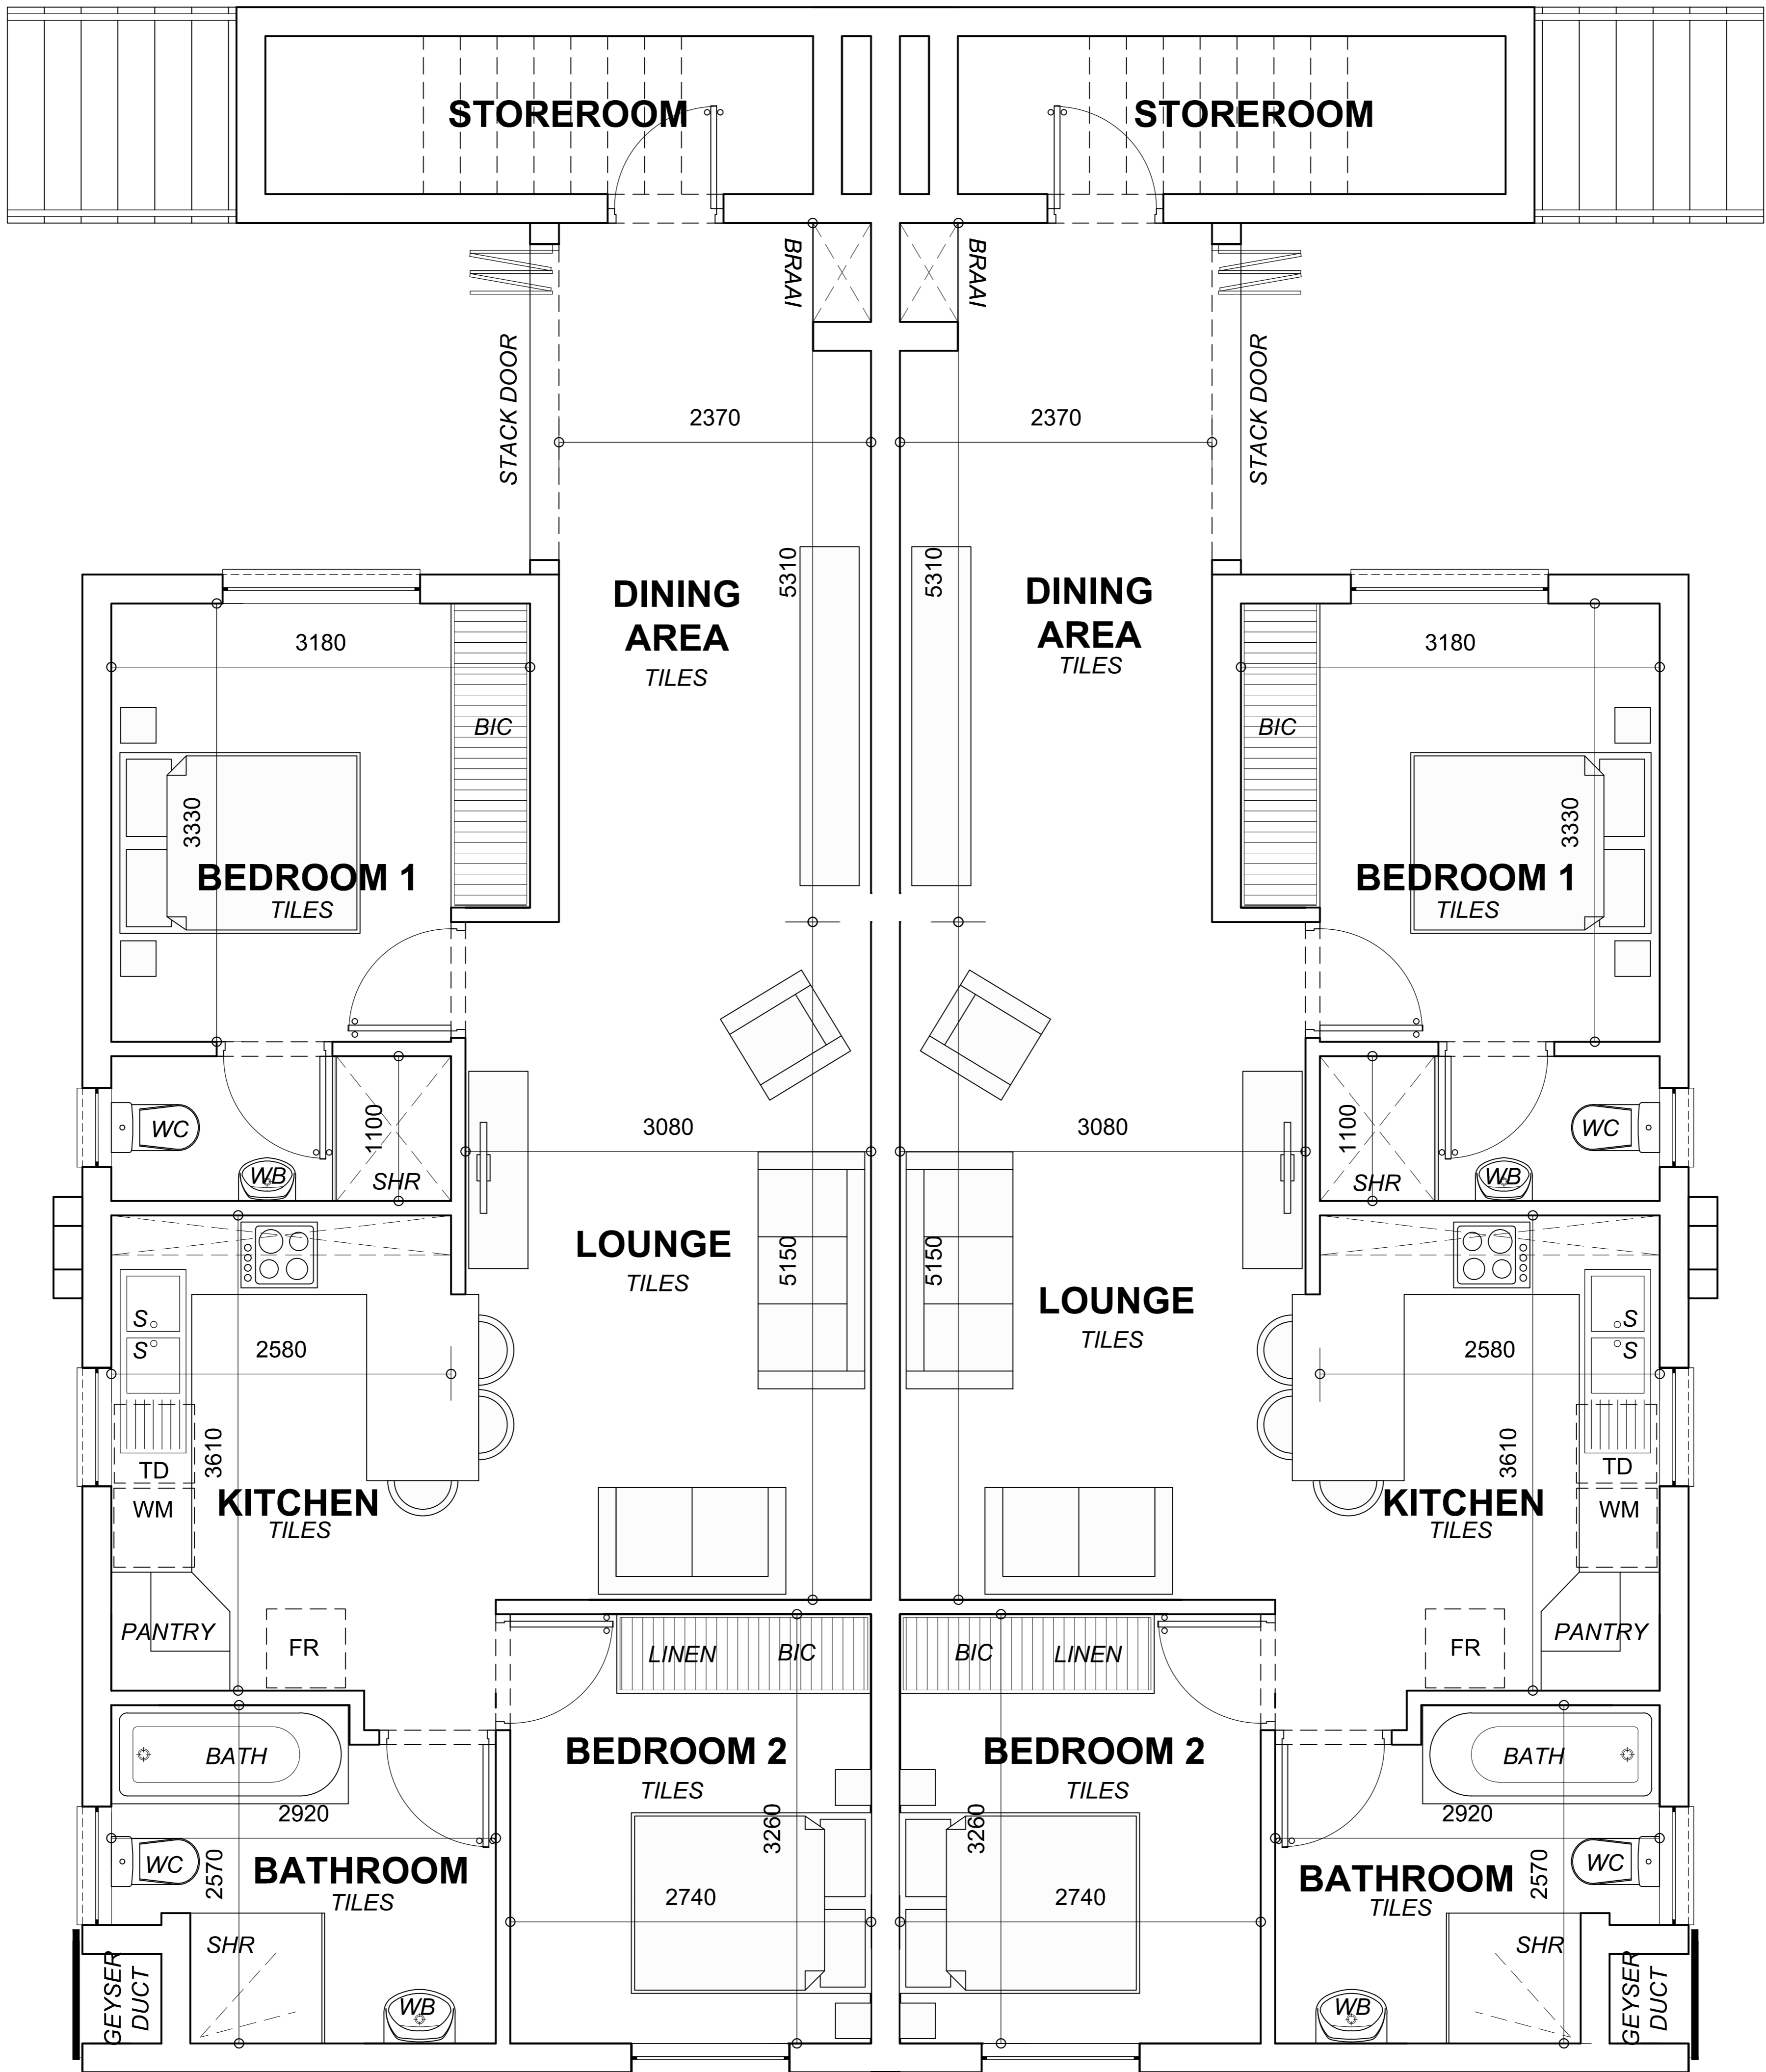 STOREROOM
STOREROOM
BRAAI
BRAAI
STACK DOOR
STACK DOOR
2370
2370
5310
5310
DINING
AREA
TILES
DINING
AREA
TILES
3180
3180
BIC
BIC
3330
3330
BEDROOM 1
TILES
BEDROOM 1
TILES
WC
WB
1100
SHR
3080
3080
1100
SHR
WB
WC
LOUNGE
TILES
5150
5150
LOUNGE
TILES
S
S
2580
2580
S
S
3610
3610
TD
WM
KITCHEN
TILES
KITCHEN
TILES
TD
WM
PANTRY
FR
LINEN
BIC
BIC
LINEN
FR
PANTRY
BATH
BEDROOM 2
TILES
BEDROOM 2
TILES
BATH
2920
3260
3260
2920
WC
2570
BATHROOM
TILES
2740
2740
BATHROOM
TILES
2570
WC
SHR
SHR
GEYSER
DUCT
WB
WB
GEYSER
DUCT